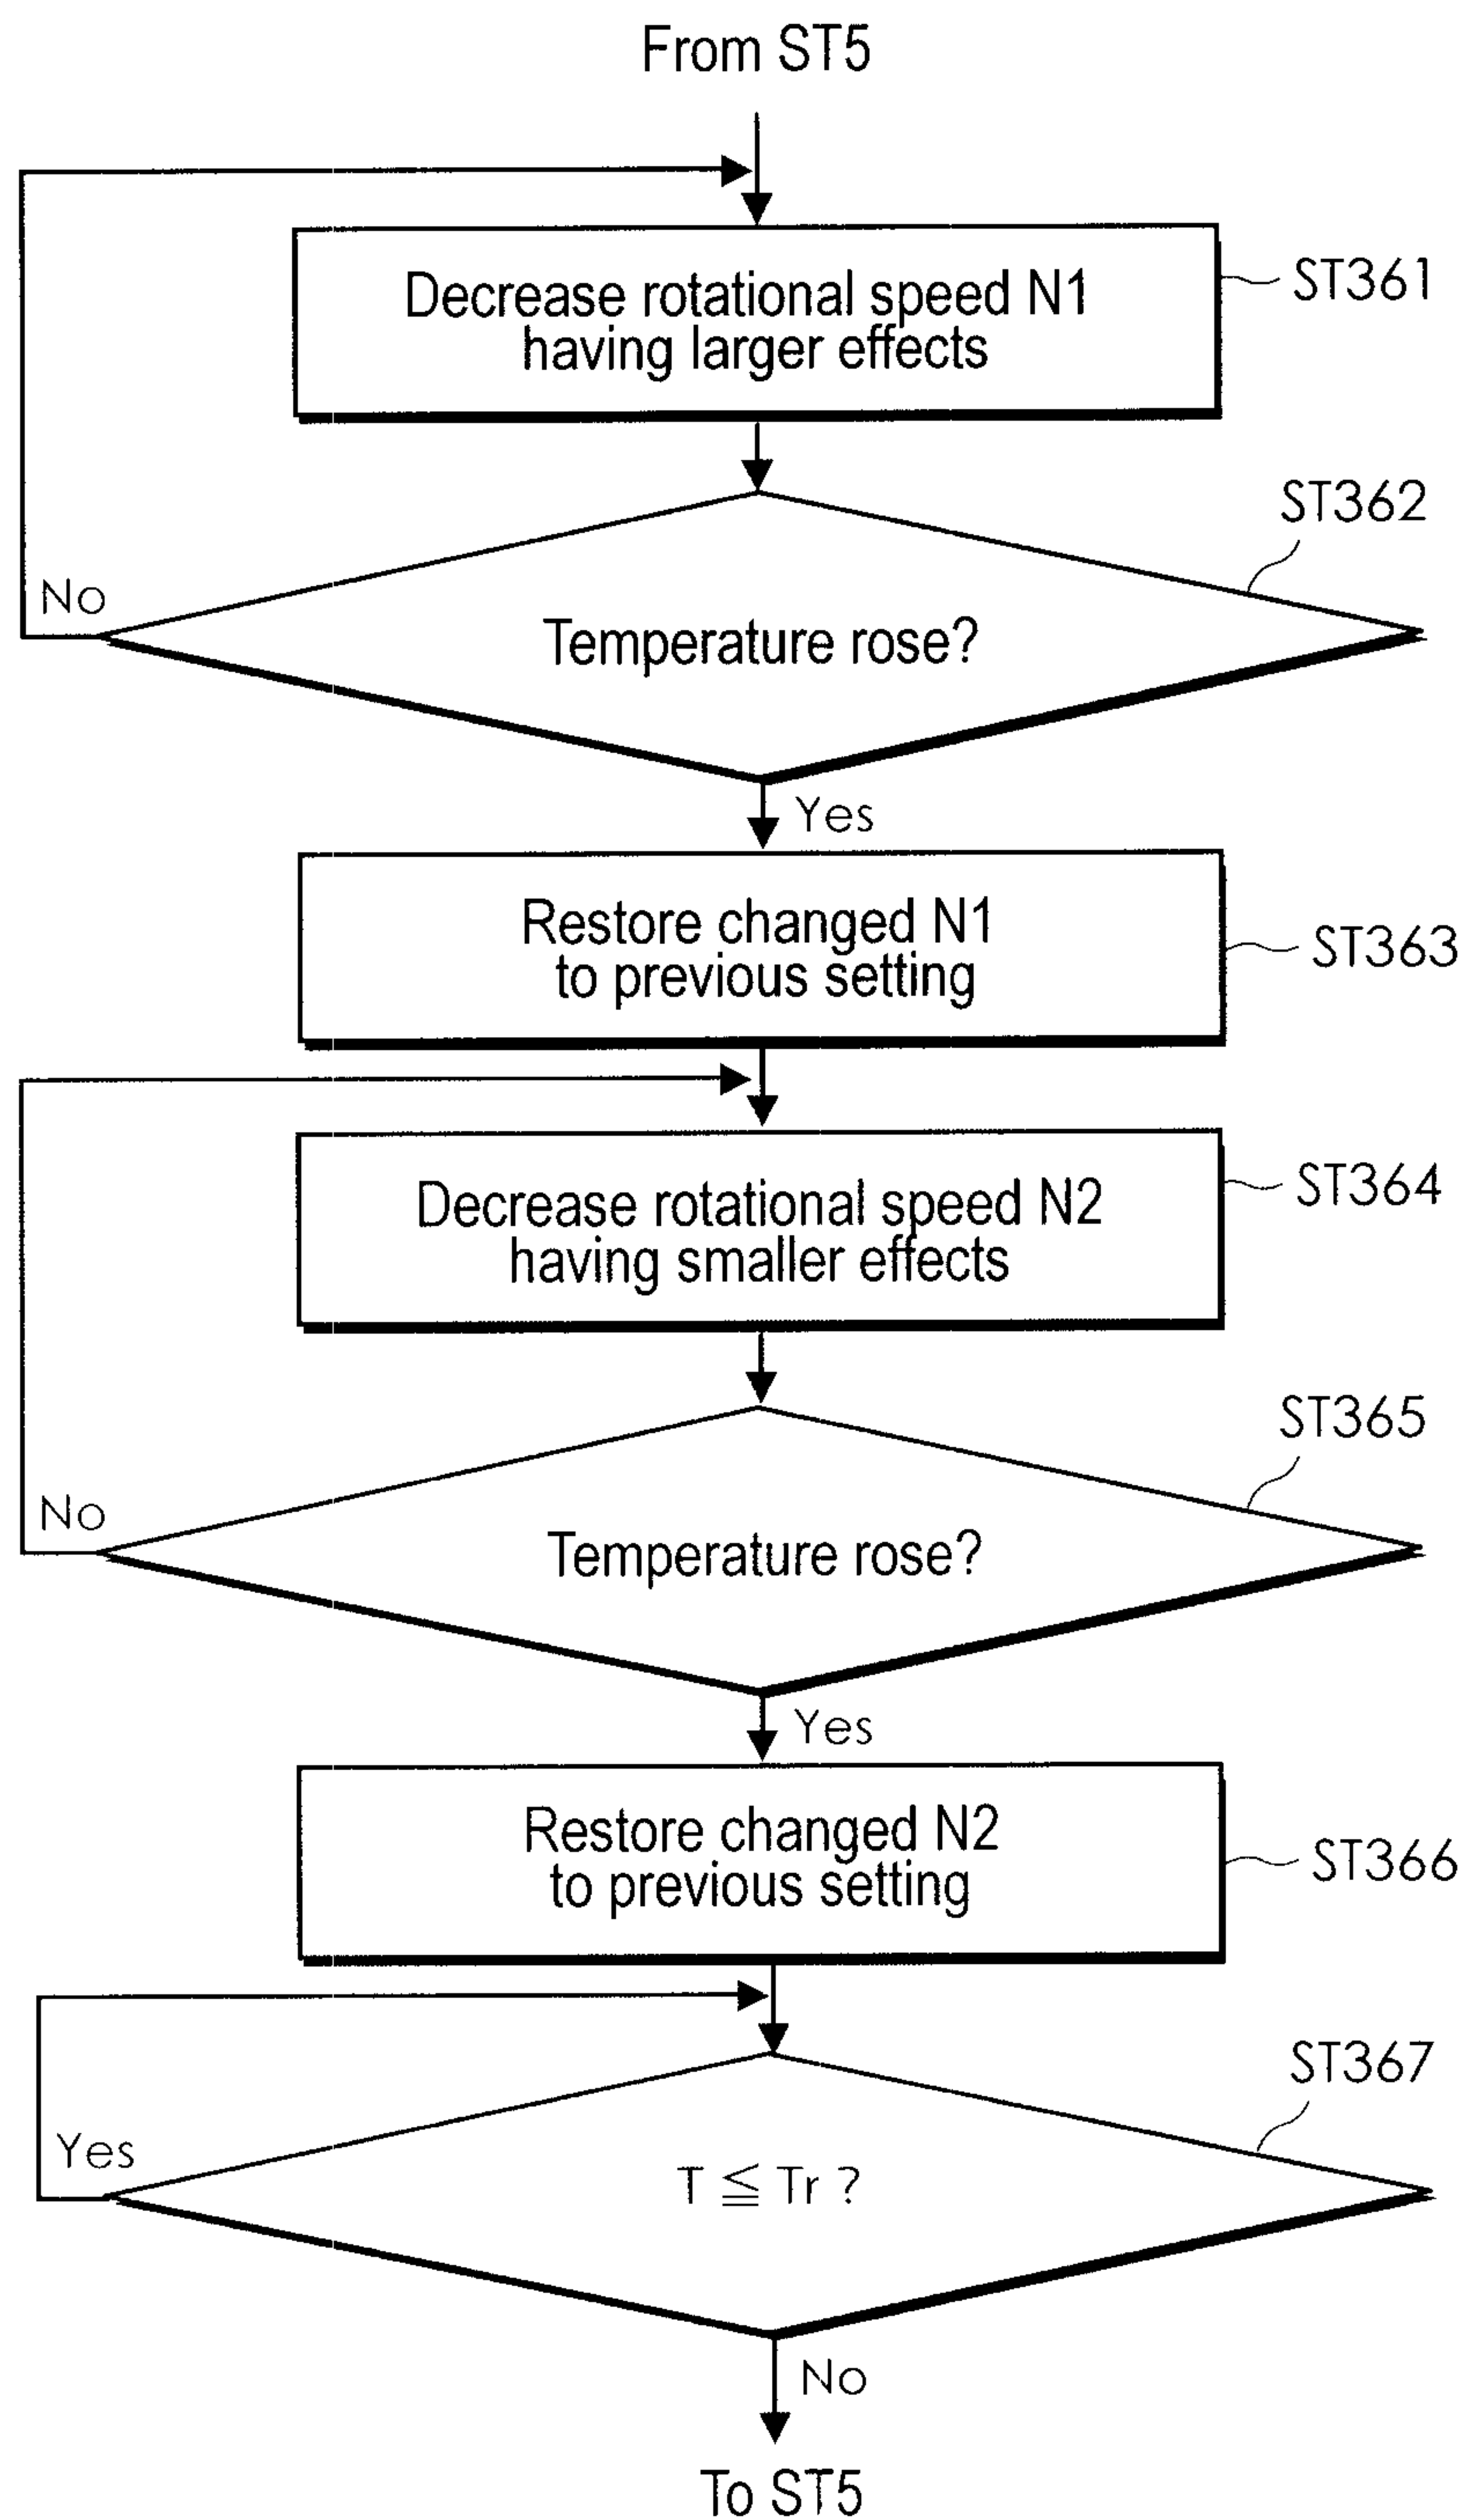 From ST5
Decrease rotational speed N1
having larger effects
ST361
ST362
No
Temperature rose?
Yes
Restore changed N1
to previous setting
ST363
Decrease rotational speed N2
having smaller effects
ST364
ST365
No
Temperature rose?
Yes
Restore changed N2
to previous setting
ST366
ST367
Yes
T ≦ Tr ?
No
To ST5